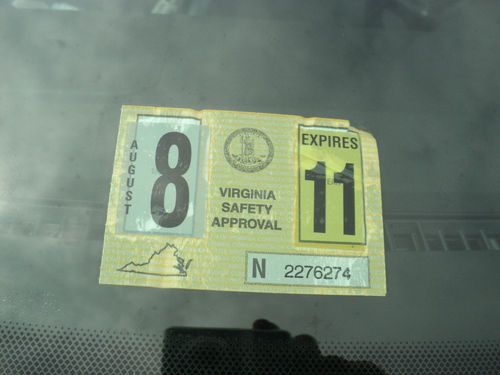 AUGUST
8
VIRGINIA
SAFETY
APPROVAL
EXPIRES
11
N 2276274